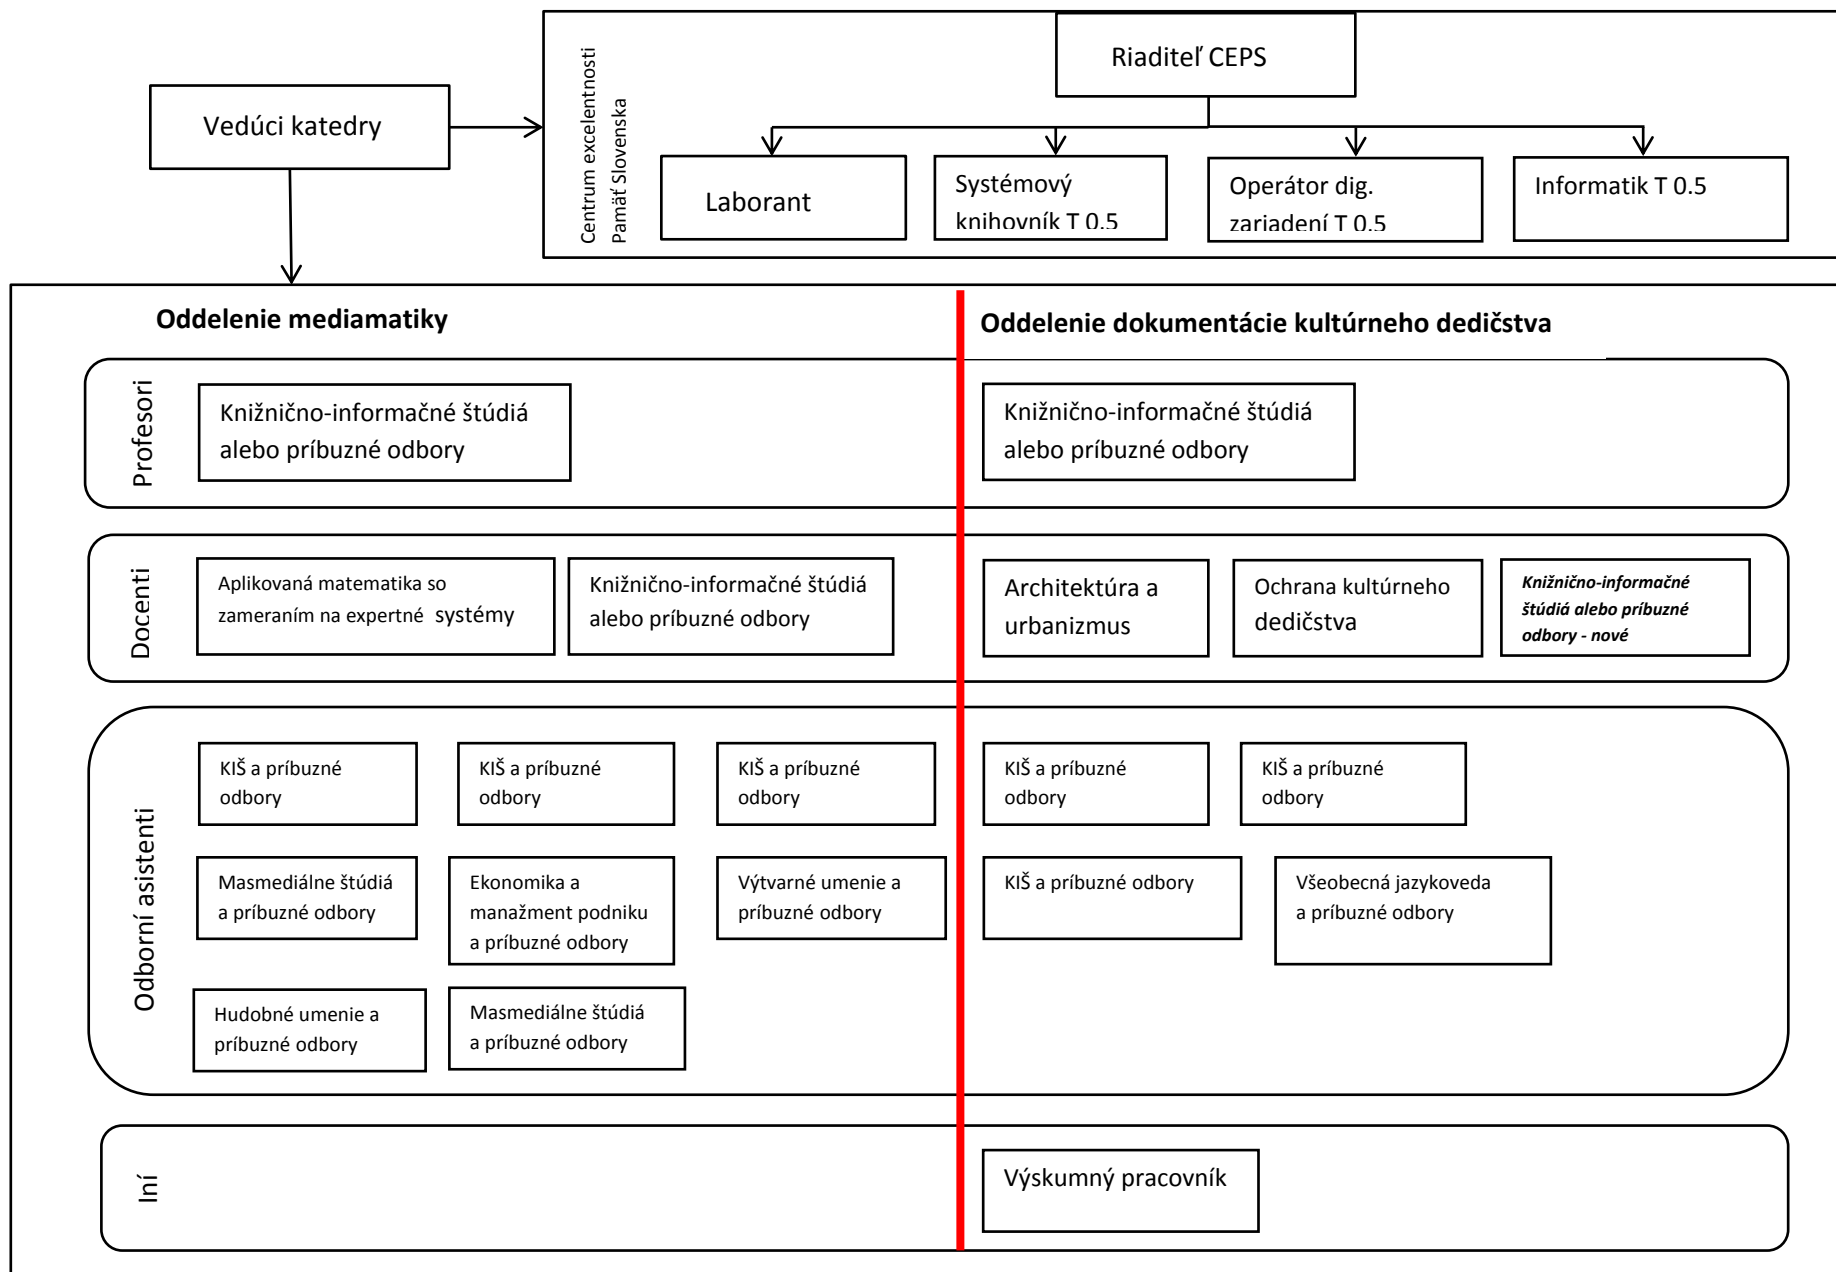 Riaditeľ CEPS
Vedúci katedry
Centrum excelentnosti
Pamäť Slovenska
Laborant
Systémový
knihovník T 0.5
Operátor dig.
zariadení T 0.5
Informatik T 0.5
Oddelenie mediamatiky
Oddelenie dokumentácie kultúrneho dedičstva
Profesori
Knižnično-informačné štúdiá
alebo príbuzné odbory
Knižnično-informačné štúdiá
alebo príbuzné odbory
Docenti
Aplikovaná matematika so
zameraním na expertné systémy
Knižnično-informačné štúdiá
alebo príbuzné odbory
Architektúra a
urbanizmus
Ochrana kultúrneho
dedičstva
Knižnično-informačné
štúdiá alebo príbuzné
odbory - nové
Odborní asistenti
KIŠ a príbuzné
odbory
KIŠ a príbuzné
odbory
KIŠ a príbuzné
odbory
KIŠ a príbuzné
odbory
KIŠ a príbuzné
odbory
Masmediálne štúdiá
a príbuzné odbory
Ekonomika a
manažment podniku
a príbuzné odbory
Výtvarné umenie a
príbuzné odbory
KIŠ a príbuzné odbory
Všeobecná jazykoveda
a príbuzné odbory
Hudobné umenie a
príbuzné odbory
Masmediálne štúdiá
a príbuzné odbory
Iní
Výskumný pracovník